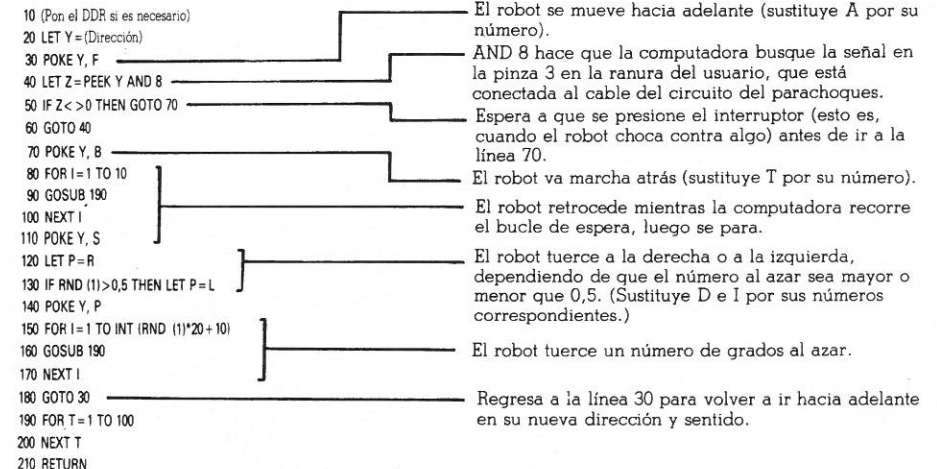 10 (Pon el DDR si es necesario)
20 LET Y = (Dirección)
30 POKE Y, F
40 LET Z = PEEK Y AND 8
50 IF Z< >0 THEN GOTO 70
60 GOTO 40
70 POKE Y, B
80 FOR I = 1 TO 10
90 GOSUB 190
100 NEXT I
110 POKE Y, S
120 LET P = R
130 IF RND (1)>0,5 THEN LET P = L
140 POKE Y, P
150 FOR I = 1 TO INT (RND (1)*20 + 10)
160 GOSUB 190
170 NEXT I
180 GOTO 30
190 FOR T = 1 TO 100
200 NEXT T
210 RETURN
El robot se mueve hacia adelante (sustituye A por su
número).
AND 8 hace que la computadora busque la señal en
la pinza 3 en la ranura del usuario, que está
conectada al cable del circuito del parachoques.
Espera a que se presione el interruptor (esto es,
cuando el robot choca contra algo) antes de ir a la
línea 70.
El robot va marcha atrás (sustituye T por su número).
El robot retrocede mientras la computadora recorre
el bucle de espera, luego se para.
El robot tuerce a la derecha o a la izquierda,
dependiendo de que el número al azar sea mayor o
menor que 0,5. (Sustituye D e I por sus números
correspondientes.)
El robot tuerce un número de grados al azar.
Regresa a la línea 30 para volver a ir hacia adelante
en su nueva dirección y sentido.